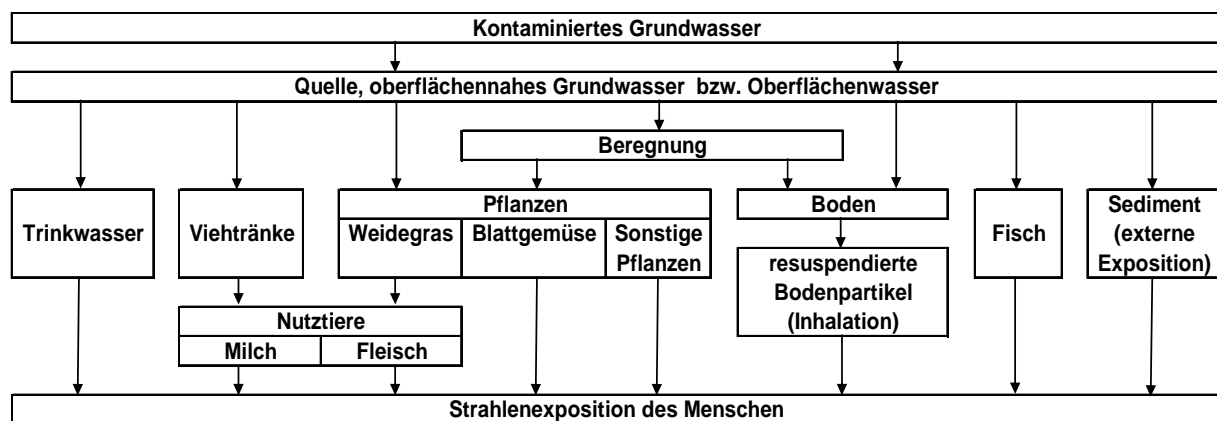 Kontaminiertes Grundwasser
Quelle, oberflächennahes Grundwasser bzw. Oberflächenwasser
Beregnung
Trinkwasser
Viehtränke
Pflanzen
Weidegras
Blattgemüse
Sonstige
Pflanzen
Boden
resuspendierte
Bodenpartikel
(Inhalation)
Fisch
Sediment
(externe
Exposition)
Nutztiere
Milch
Fleisch
Strahlenexposition des Menschen